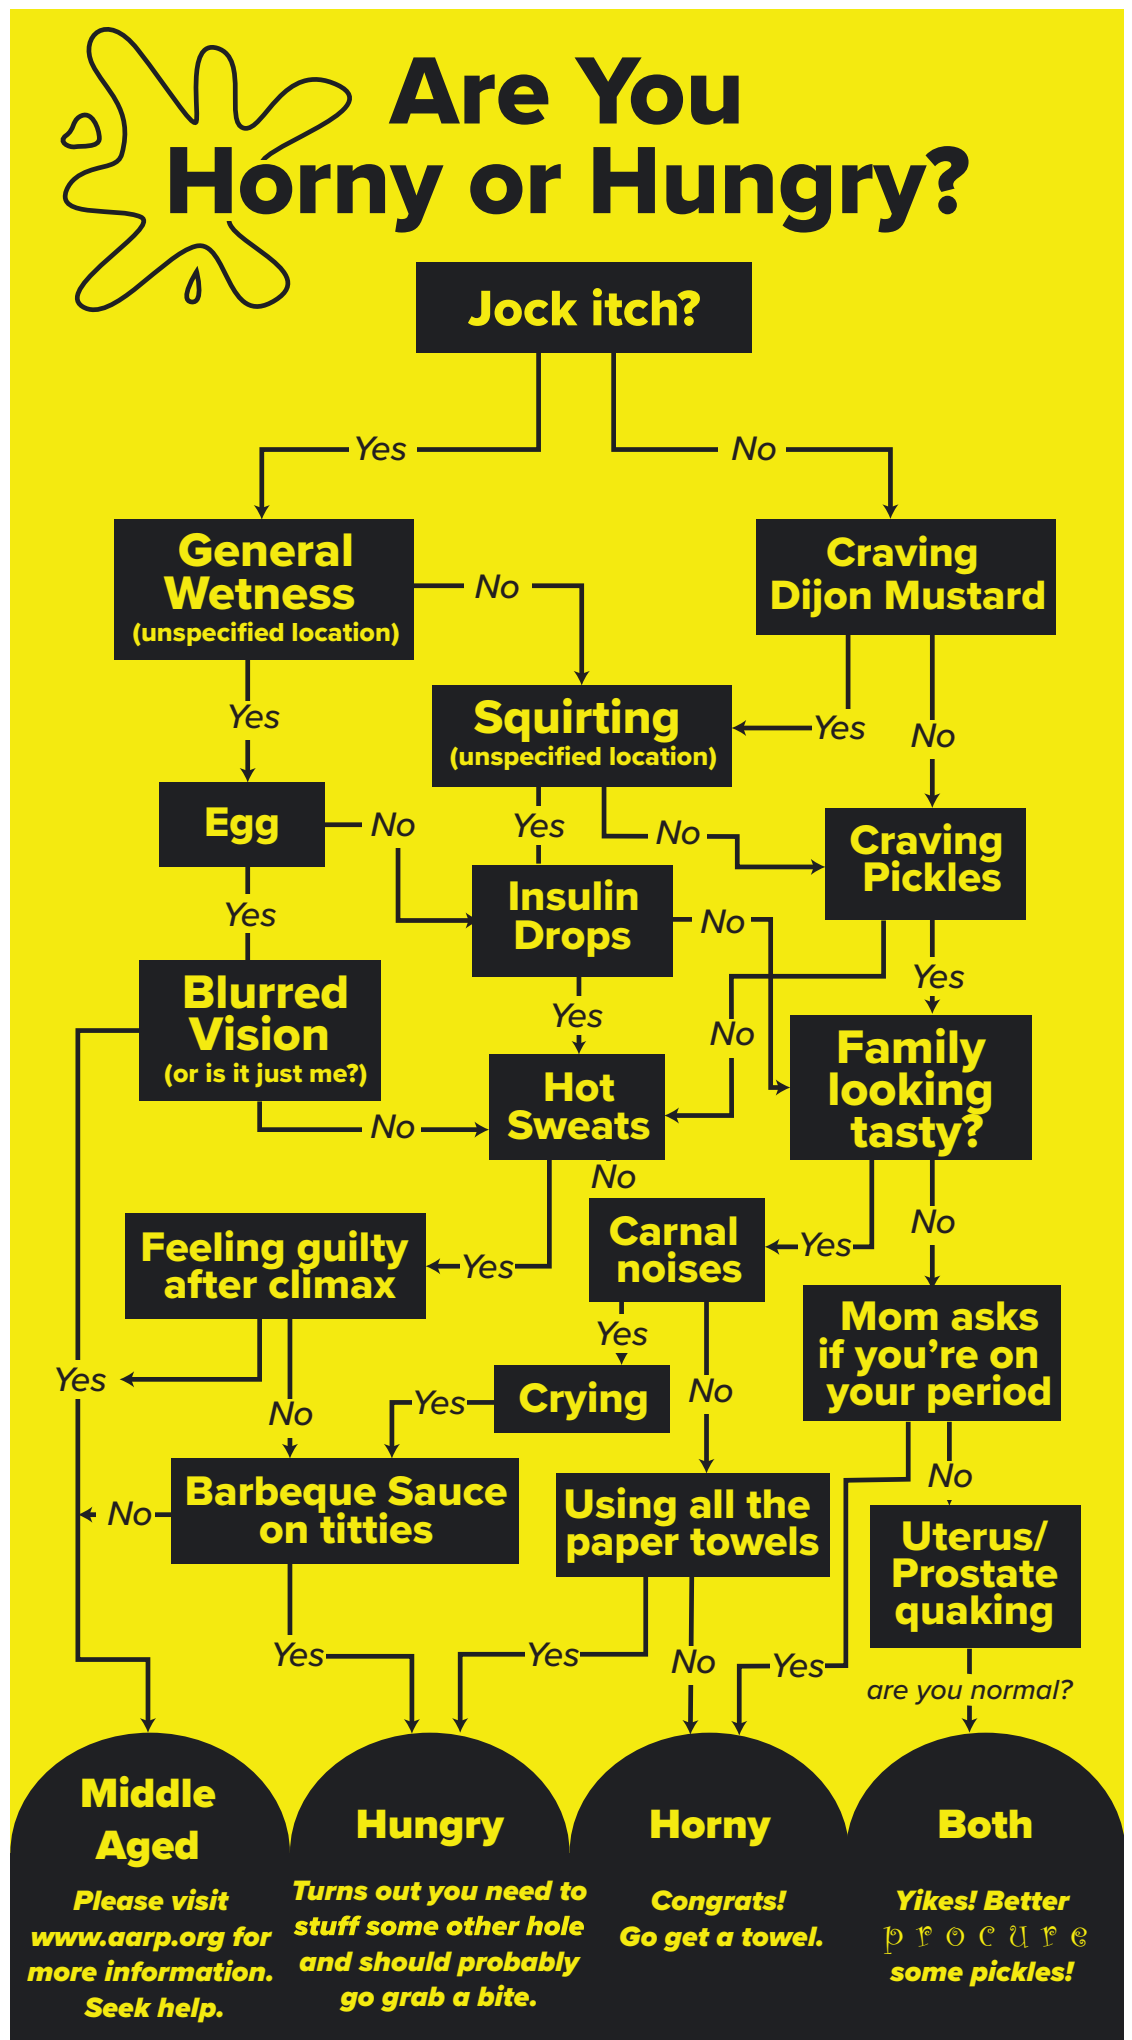 Are You
Horny or Hungry?
Jock itch?
Yes
No
General
Wetness
(unspecified location)
No
Craving
Dijon Mustard
Yes
Squirting
(unspecified location)
Yes
No
Egg
No
Yes
No
Craving
Pickles
Yes
Insulin
Drops
No
Blurred
Vision
(or is it just me?)
Yes
No
Yes
Family
looking
tasty?
Hot
Sweats
No
No
Carnal
noises
Yes
No
Feeling guilty
after climax
Yes
Mom asks
if you're on
your period
Yes
Yes
No
Crying
Yes
No
No
Barbeque Sauce
on titties
No
Using all the
paper towels
Uterus/
Prostate
quaking
Yes
Yes
No
Yes
are you normal?
Middle
Aged
Please visit
www.aarp.org for
more information.
Seek help.
Hungry
Turns out you need to
stuff some other hole
and should probably
go grab a bite.
Horny
Congrats!
Go get a towel.
Both
Yikes! Better
procure
some pickles!